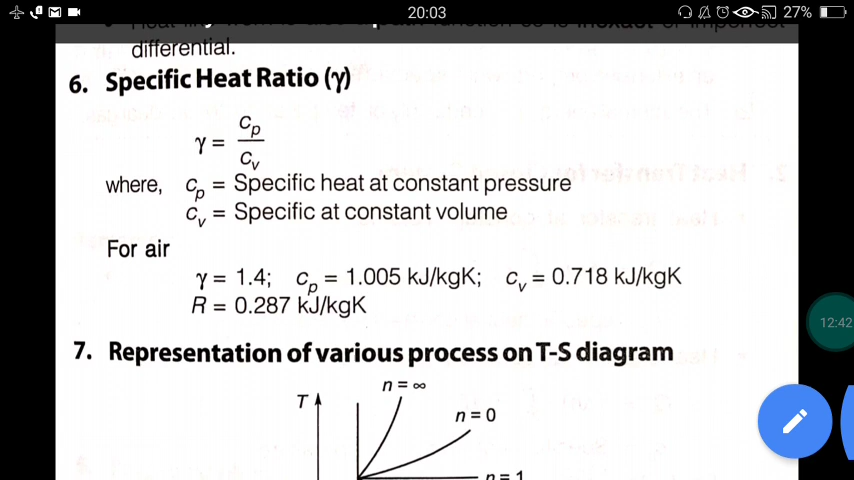 20:03
27%
differential.
6. Specific Heat Ratio (γ)
γ = cp / cv
where, cp = Specific heat at constant pressure
cv = Specific at constant volume
For air
γ = 1.4; cp = 1.005 kJ/kgK; cv = 0.718 kJ/kgK
R = 0.287 kJ/kgK
12:42
7. Representation of various process on T-S diagram
n = ∞
T
n = 0
n = 1